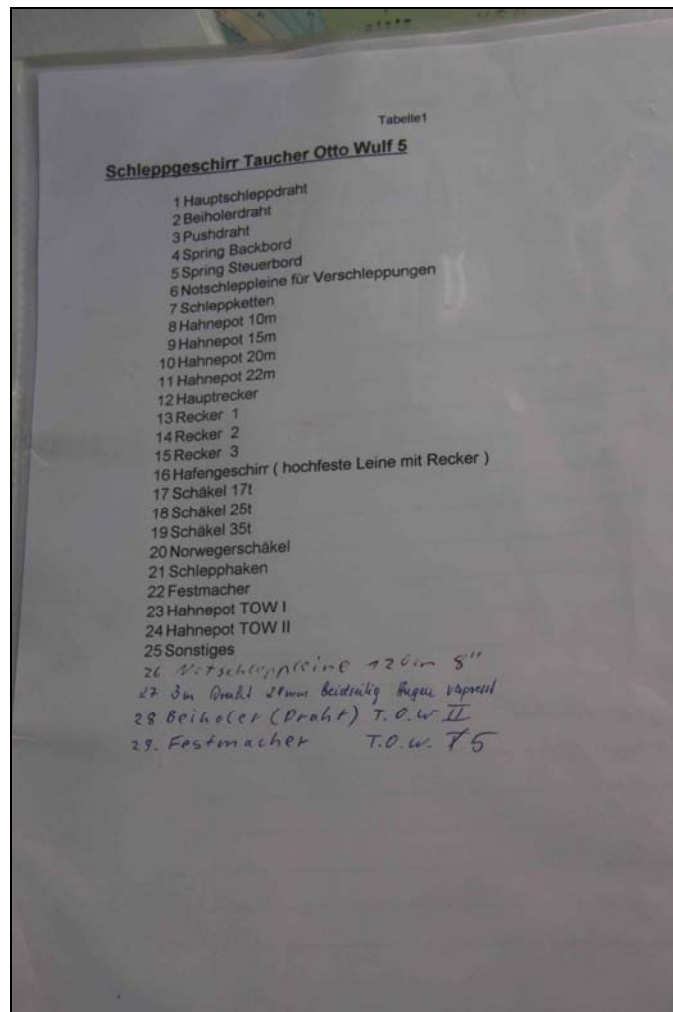 Tabelle1
Schleppgeschirr Taucher Otto Wulf 5
1 Hauptschleppdraht
2 Beiholerdraht
3 Pushdraht
4 Spring Backbord
5 Spring Steuerbord
6 Notschleppleine für Verschleppungen
7 Schleppketten
8 Hahnepot 10m
9 Hahnepot 15m
10 Hahnepot 20m
11 Hahnepot 22m
12 Hauptrecker
13 Recker 1
14 Recker 2
15 Recker 3
16 Hafengeschirr ( hochfeste Leine mit Recker )
17 Schäkel 17t
18 Schäkel 25t
19 Schäkel 35t
20 Norwegerschäkel
21 Schlepphaken
22 Festmacher
23 Hahnepot TOW I
24 Hahnepot TOW II
25 Sonstiges
26. Notschleppleine 120m 8"
27 3m Draht Beidseitig Augen
28 Beiholer (Draht) T.O.W II
29. Festmacher T.O.W. 5